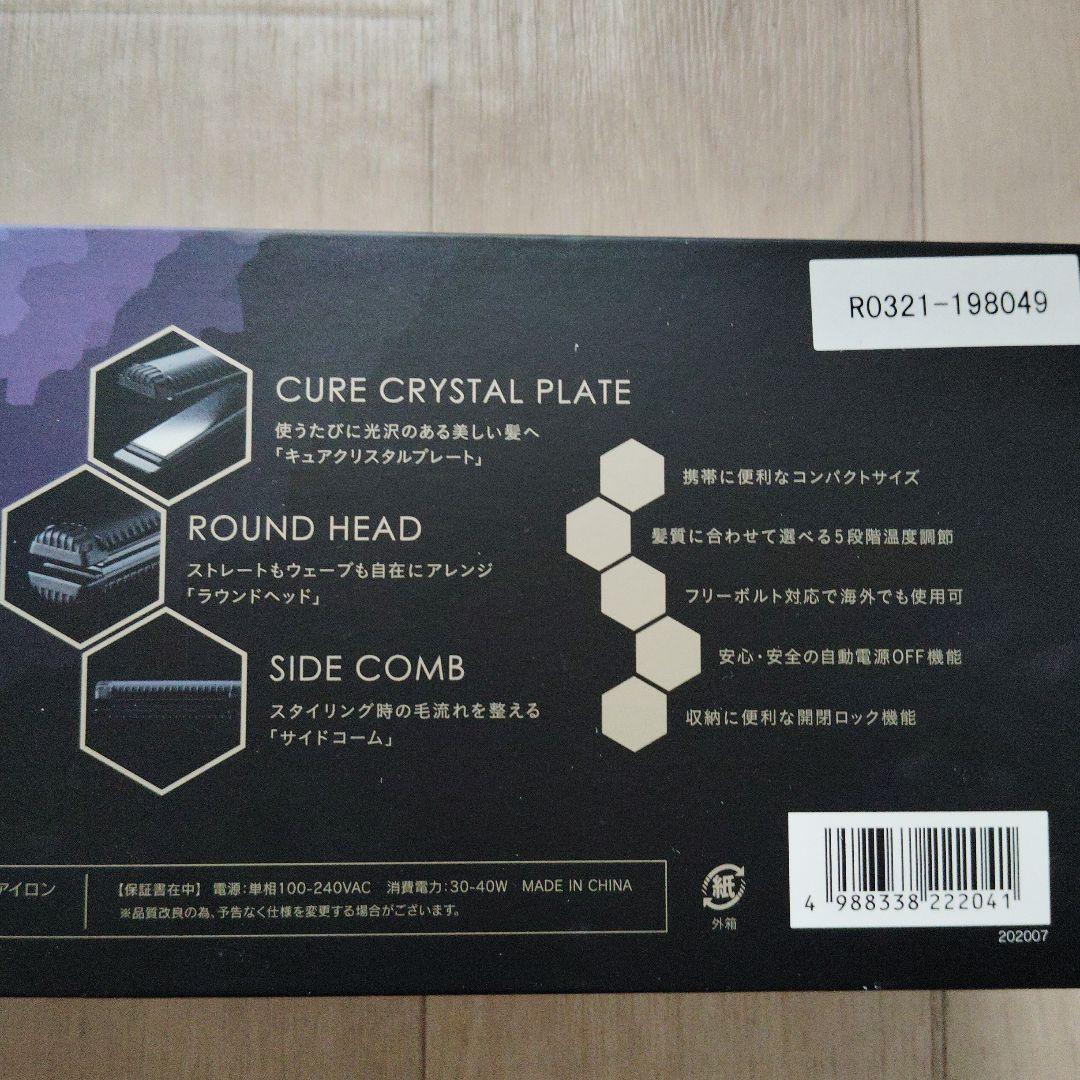 R0321-198049
CURE CRYSTAL PLATE
使うたびに光沢のある美しい髪へ
「キュアクリスタルプレート」
ROUND HEAD
ストレートもウェーブも自在にアレンジ
「ラウンドヘッド」
SIDE COMB
スタイリング時の毛流れを整える
「サイドコーム」
携帯に便利なコンパクトサイズ
髪質に合わせて選べる5段階温度調節
フリーボルト対応で海外でも使用可
安心・安全の自動電源OFF機能
収納に便利な開閉ロック機能
アイロン
【保証書在中】 電源:単相100-240VAC 消費電力:30-40W MADE IN CHINA
※品質改良の為、予告なく仕様を変更する場合がございます。
紙
外箱
4 988338 222041
202007